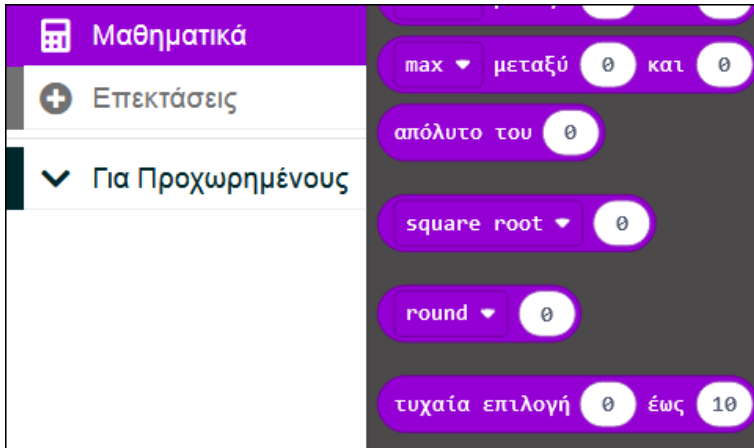 Μαθηματικά
Επεκτάσεις
Για Προχωρημένους
max μεταξύ 0 και 0
απόλυτο του 0
square root 0
round 0
τυχαία επιλογή 0 έως 10